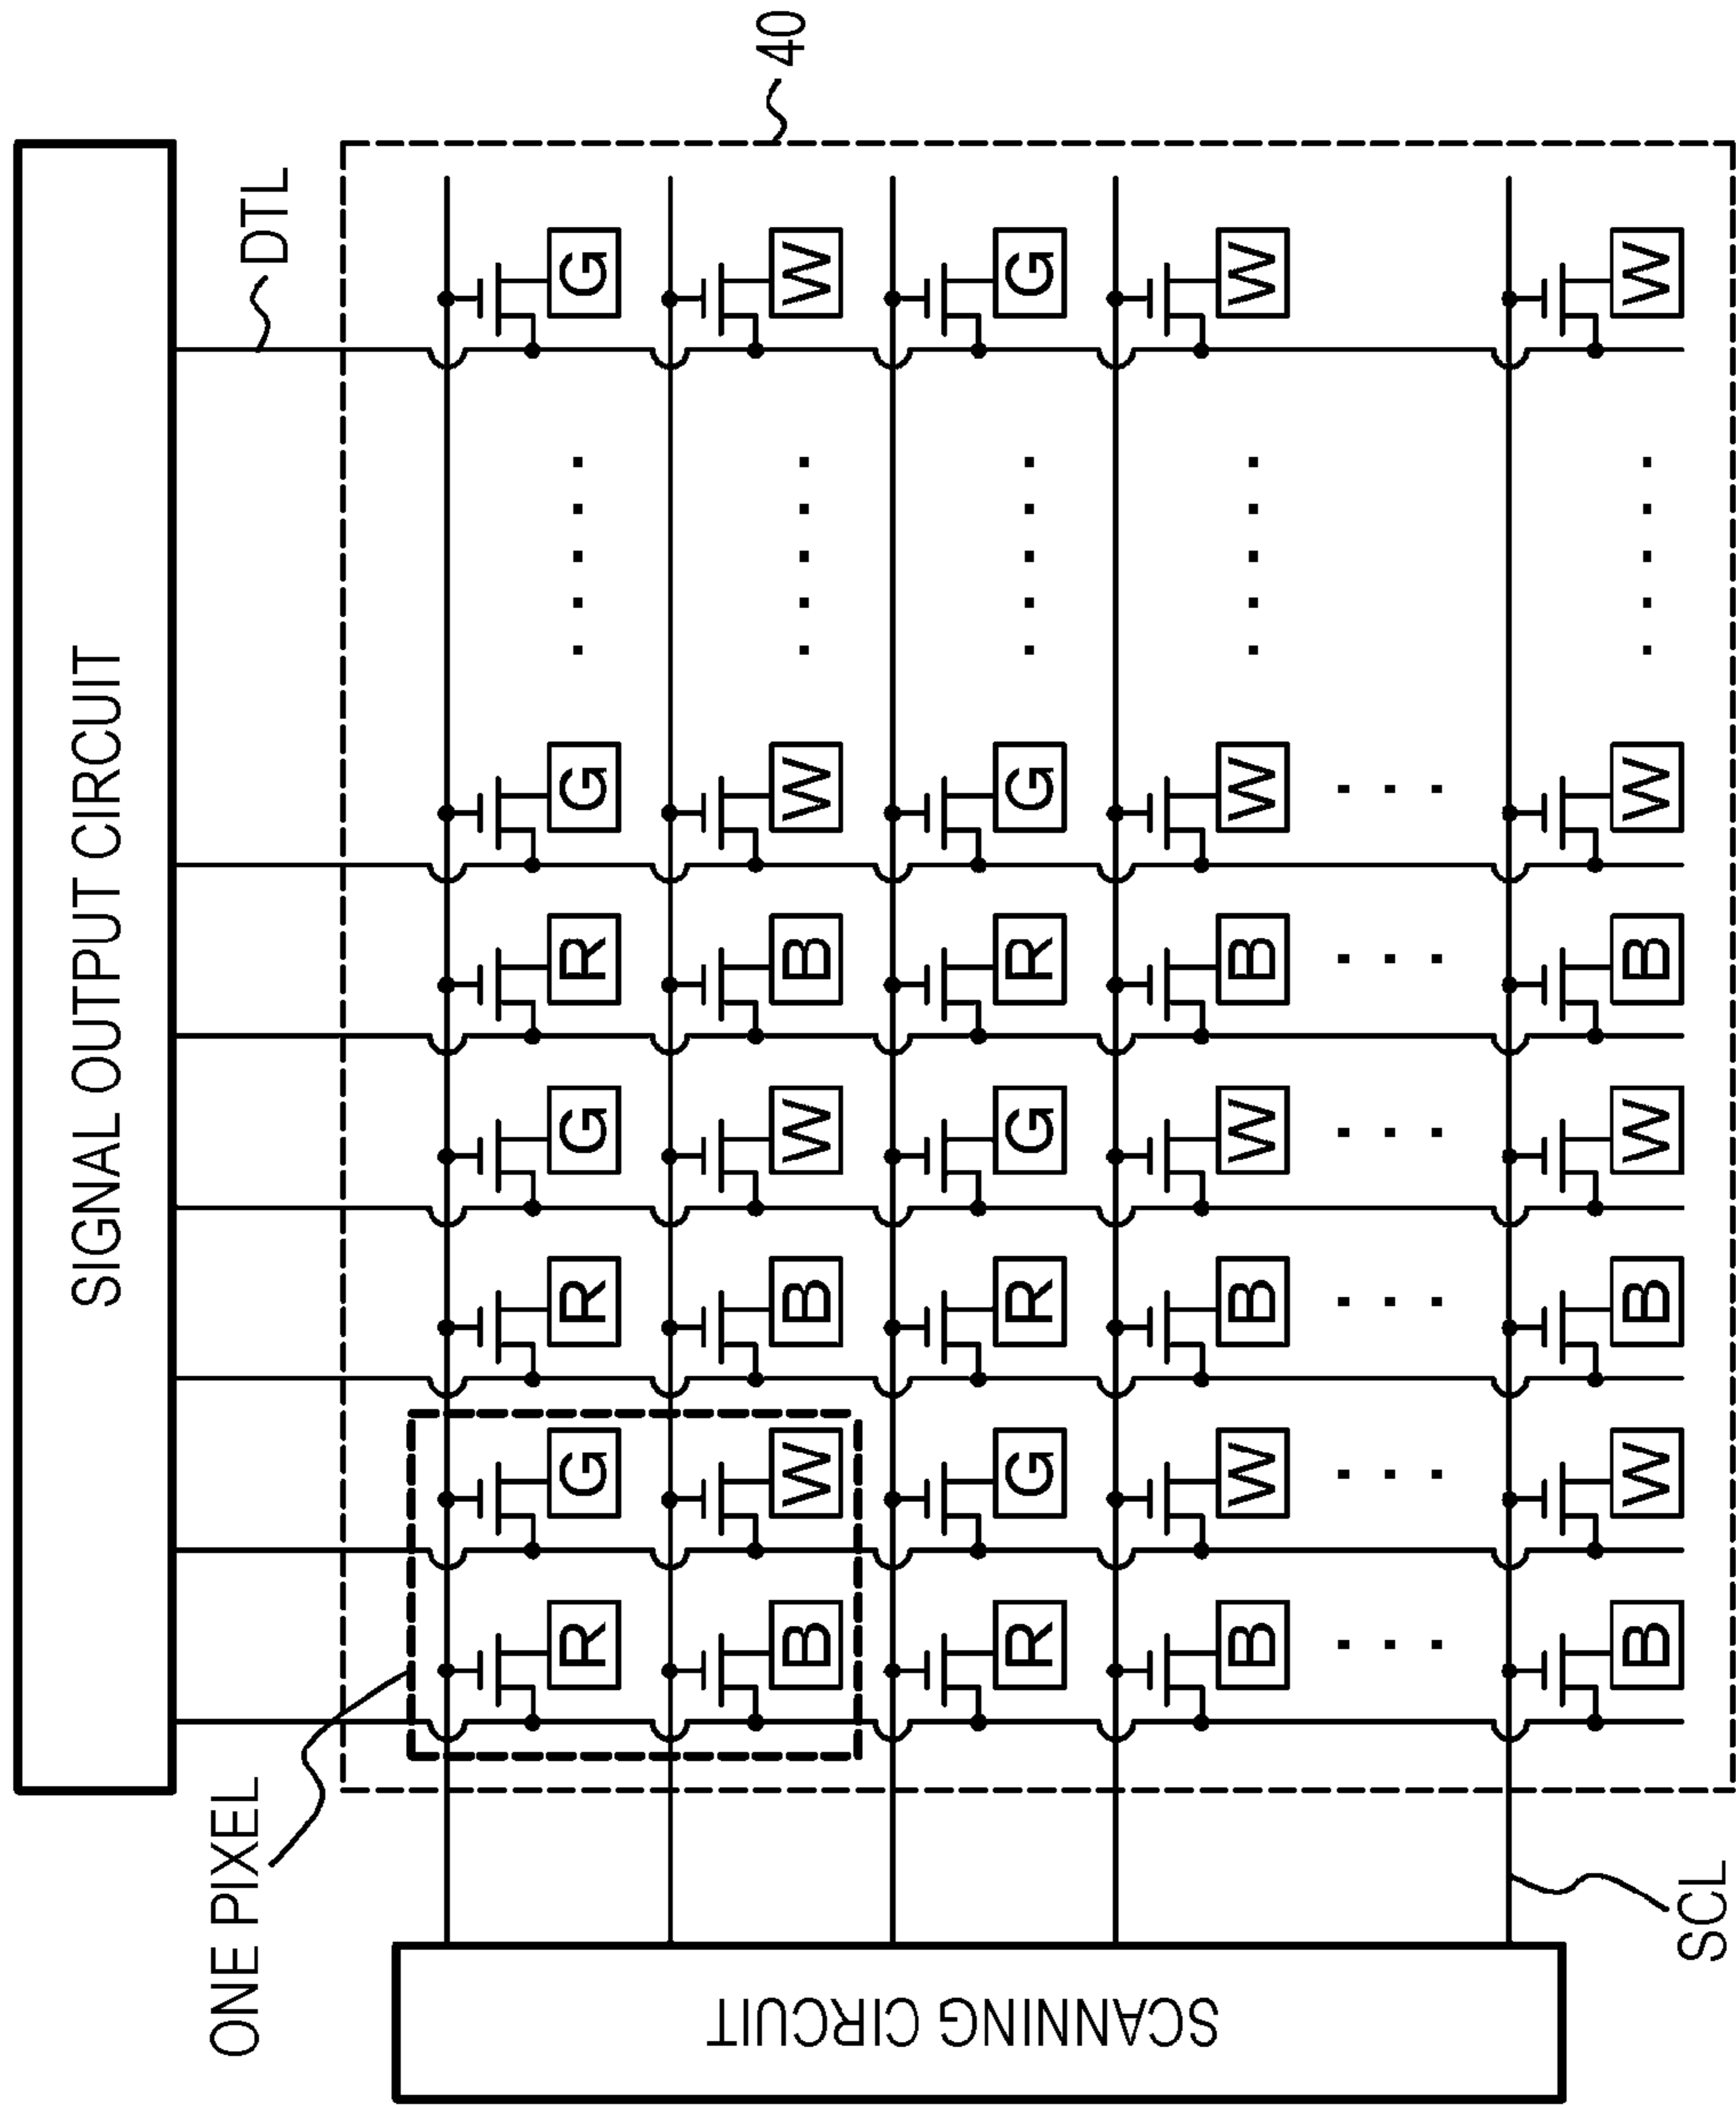 SIGNAL OUTPUT CIRCUIT
ONE PIXEL
DTL
R G R G R G G
B W B W B W W
40
SCANNING CIRCUIT
R G R G R G G
B W B W B W W
B W B W B W W
SCL